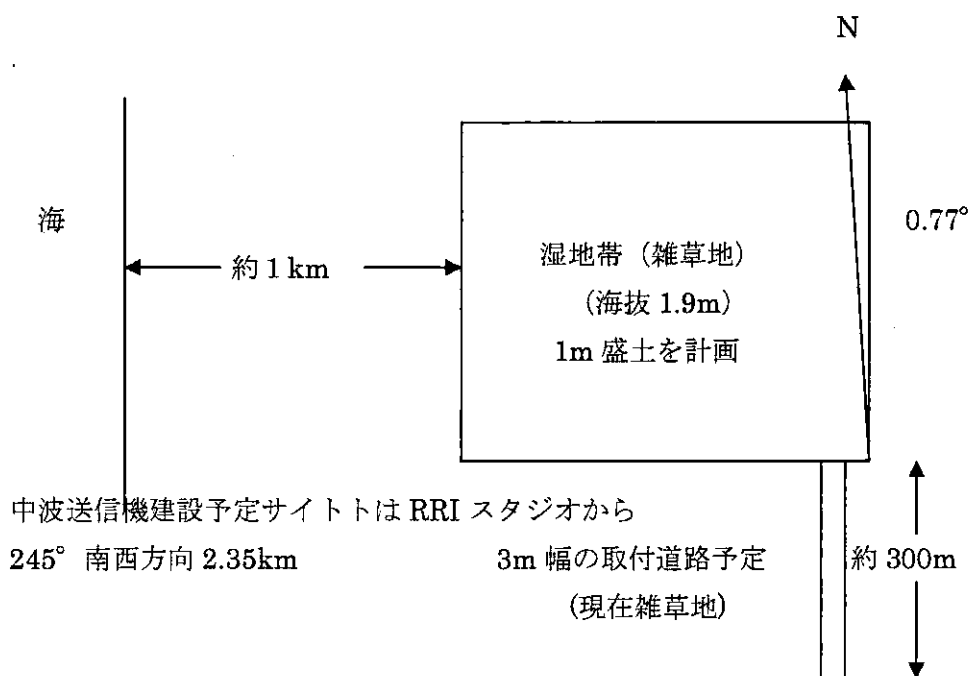 N
海
0.77°
約 1 km
湿地帯（雑草地）
（海抜 1.9m）
1m 盛土を計画
中波送信機建設予定サイトトは RRI スタジオから
245° 南西方向 2.35km
3m 幅の取付道路予定
(現在雑草地)
約 300m